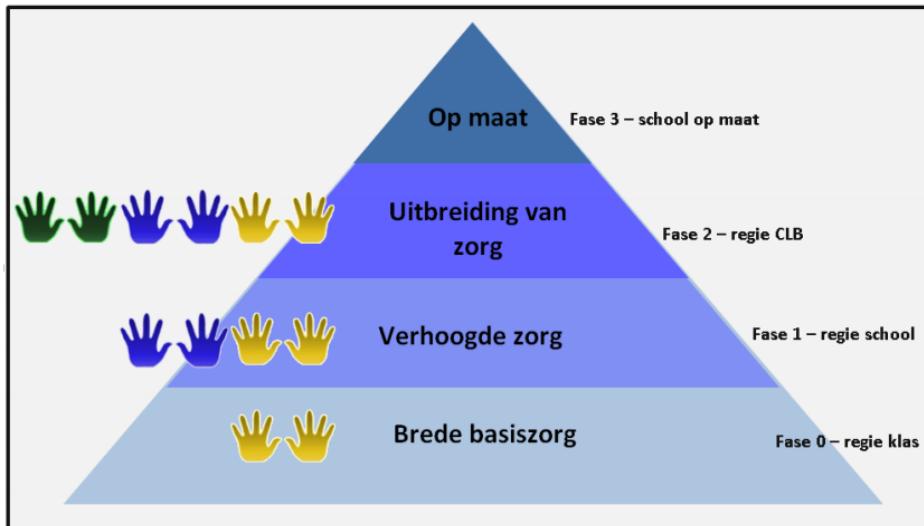 Op maat
Fase 3 – school op maat
Uitbreiding van
zorg
Fase 2 – regie CLB
Verhoogde zorg
Fase 1 – regie school
Brede basiszorg
Fase 0 – regie klas